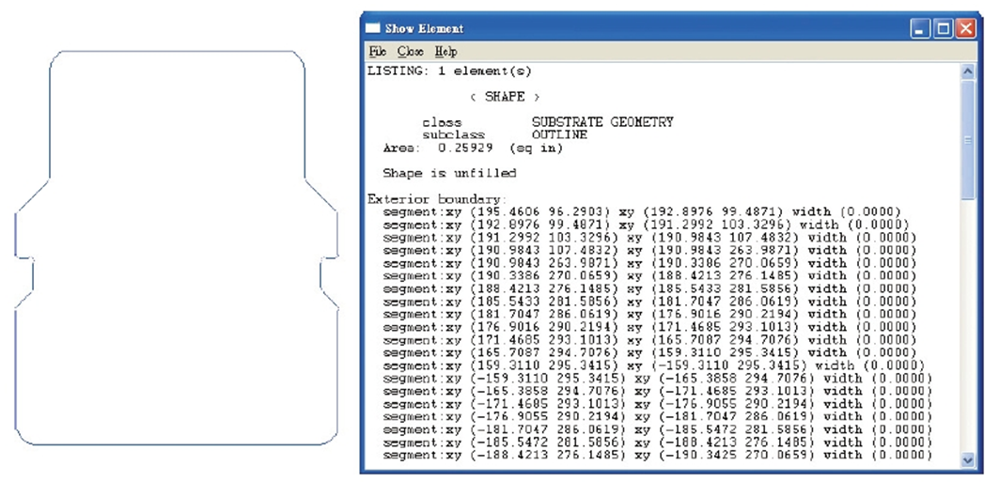 Show Element
File Close Help
LISTING: 1 element(s)
< SHAPE >
class SUBSTRATE GEOMETRY
subclass OUTLINE
Area: 0.25929 (sq in)
Shape is unfilled
Exterior boundary:
segment:xy (195.4606 96.2903) xy (192.8976 99.4871) width (0.0000)
segment:xy (192.8976 99.4871) xy (191.2992 103.3296) width (0.0000)
segment:xy (191.2992 103.3296) xy (190.9843 107.4832) width (0.0000)
segment:xy (190.9843 107.4832) xy (190.9843 263.9871) width (0.0000)
segment:xy (190.9843 263.9871) xy (190.3386 270.0659) width (0.0000)
segment:xy (190.3386 270.0659) xy (188.4213 276.1485) width (0.0000)
segment:xy (188.4213 276.1485) xy (185.5433 281.5856) width (0.0000)
segment:xy (185.5433 281.5856) xy (181.7047 286.0619) width (0.0000)
segment:xy (181.7047 286.0619) xy (176.9016 290.2194) width (0.0000)
segment:xy (176.9016 290.2194) xy (171.4685 293.1013) width (0.0000)
segment:xy (171.4685 293.1013) xy (165.7087 294.7076) width (0.0000)
segment:xy (165.7087 294.7076) xy (159.3110 295.3415) width (0.0000)
segment:xy (159.3110 295.3415) xy (-159.3110 295.3415) width (0.0000)
segment:xy (-159.3110 295.3415) xy (-165.3858 294.7076) width (0.0000)
segment:xy (-165.3858 294.7076) xy (-171.4685 293.1013) width (0.0000)
segment:xy (-171.4685 293.1013) xy (-176.9055 290.2194) width (0.0000)
segment:xy (-176.9055 290.2194) xy (-181.7047 286.0619) width (0.0000)
segment:xy (-181.7047 286.0619) xy (-185.5472 281.5856) width (0.0000)
segment:xy (-185.5472 281.5856) xy (-188.4213 276.1485) width (0.0000)
segment:xy (-188.4213 276.1485) xy (-190.3425 270.0659) width (0.0000)